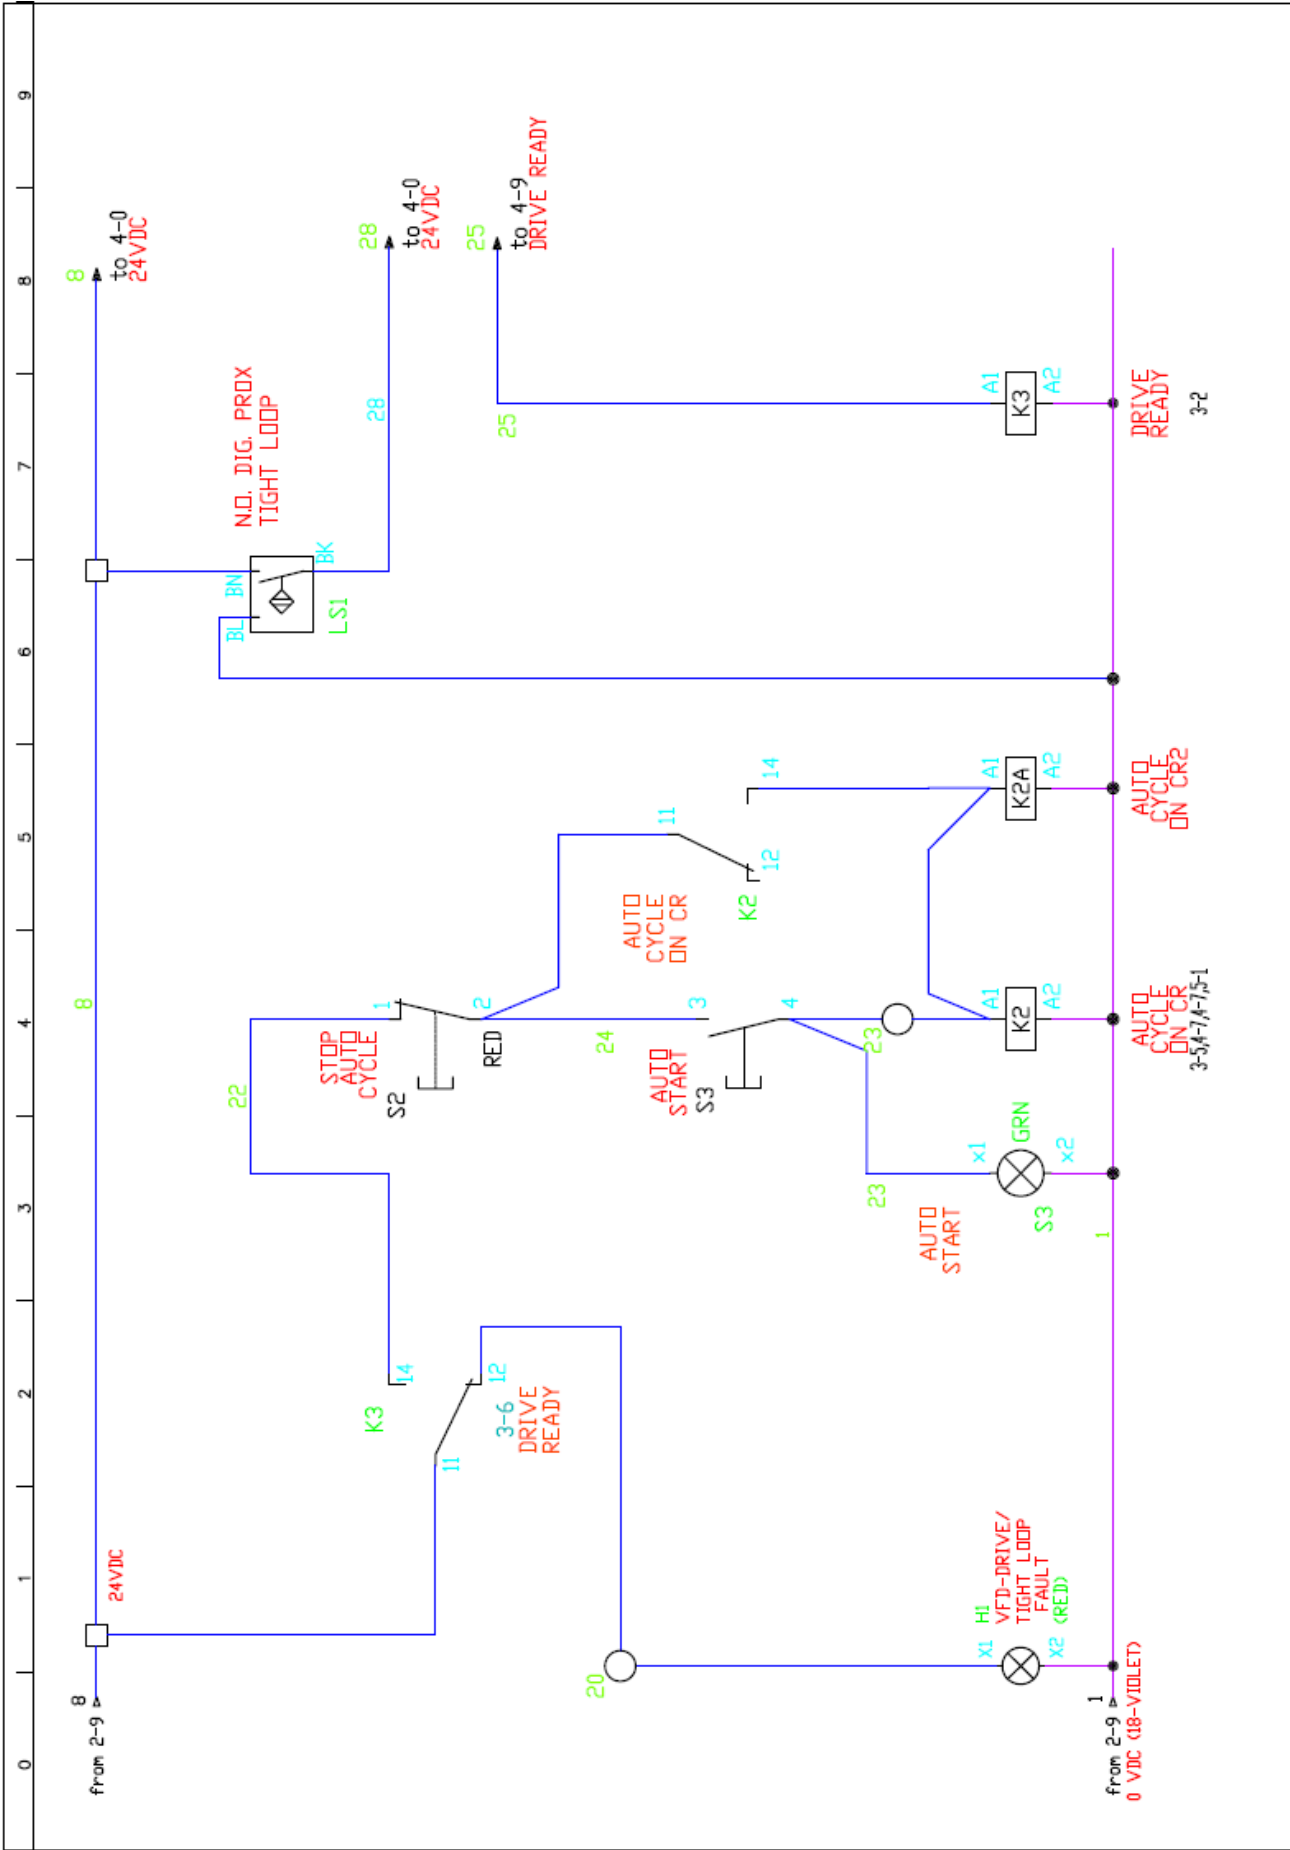 0
1
2
3
4
5
6
7
8
9
from 2-9
8
24VDC
8
8
to 4-0
24VDC
22
N.O. DIG. PROX
TIGHT LOOP
BL
BN
BK
LS1
28
28
to 4-0
24VDC
K3
14
11
12
3-6
DRIVE
READY
STOP
AUTO
CYCLE
S2
1
2
RED
24
25
to 4-9
DRIVE READY
25
20
AUTO
START
S3
3
4
AUTO
CYCLE
ON CR
11
K2
12
14
23
23
AUTO
START
H1
VFD-DRIVE/
TIGHT LOOP
FAULT
(RED)
X1
X2
x1
GRN
x2
S3
A1
K2
A2
A1
K2A
A2
A1
K3
A2
from 2-9
1
0 VDC (18-VIOLET)
1
AUTO
CYCLE
ON CR
3-5,4-7,4-7,5-1
AUTO
CYCLE
ON CR2
DRIVE
READY
3-2